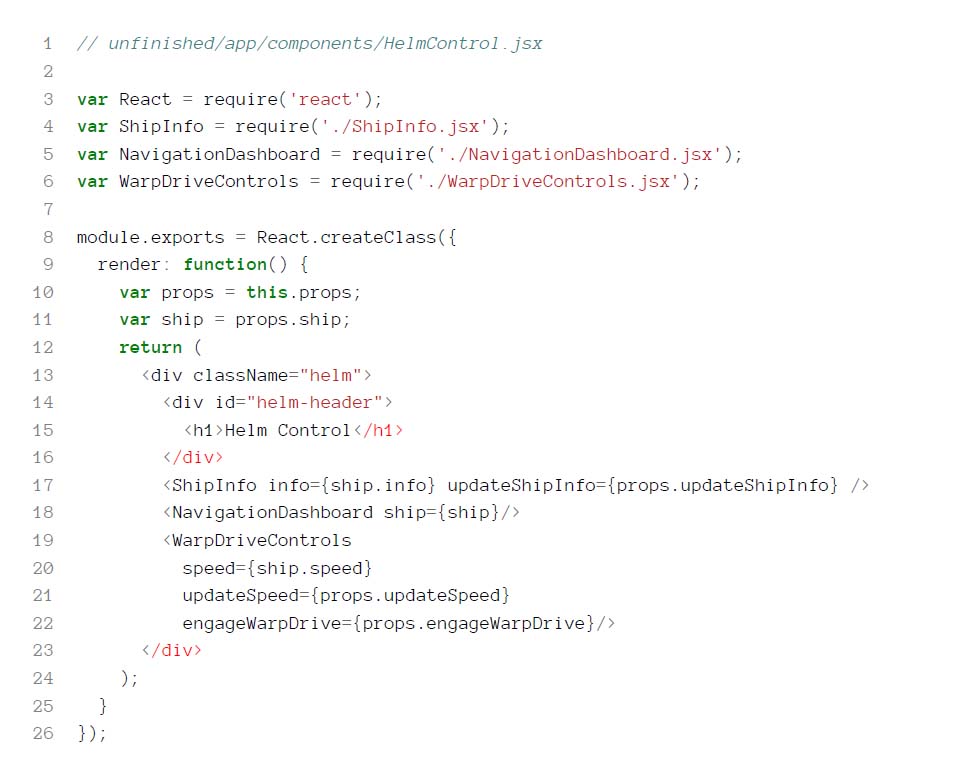 1 // unfinished/app/components/HelmControl.jsx
2
3 var React = require('react');
4 var ShipInfo = require('./ShipInfo.jsx');
5 var NavigationDashboard = require('./NavigationDashboard.jsx');
6 var WarpDriveControls = require('./WarpDriveControls.jsx');
7
8 module.exports = React.createClass({
9   render: function() {
10     var props = this.props;
11     var ship = props.ship;
12     return (
13       <div className="helm">
14         <div id="helm-header">
15           <h1>Helm Control</h1>
16         </div>
17         <ShipInfo info={ship.info} updateShipInfo={props.updateShipInfo} />
18         <NavigationDashboard ship={ship}/>
19         <WarpDriveControls
20           speed={ship.speed}
21           updateSpeed={props.updateSpeed}
22           engageWarpDrive={props.engageWarpDrive}/>
23       </div>
24     );
25   }
26 });